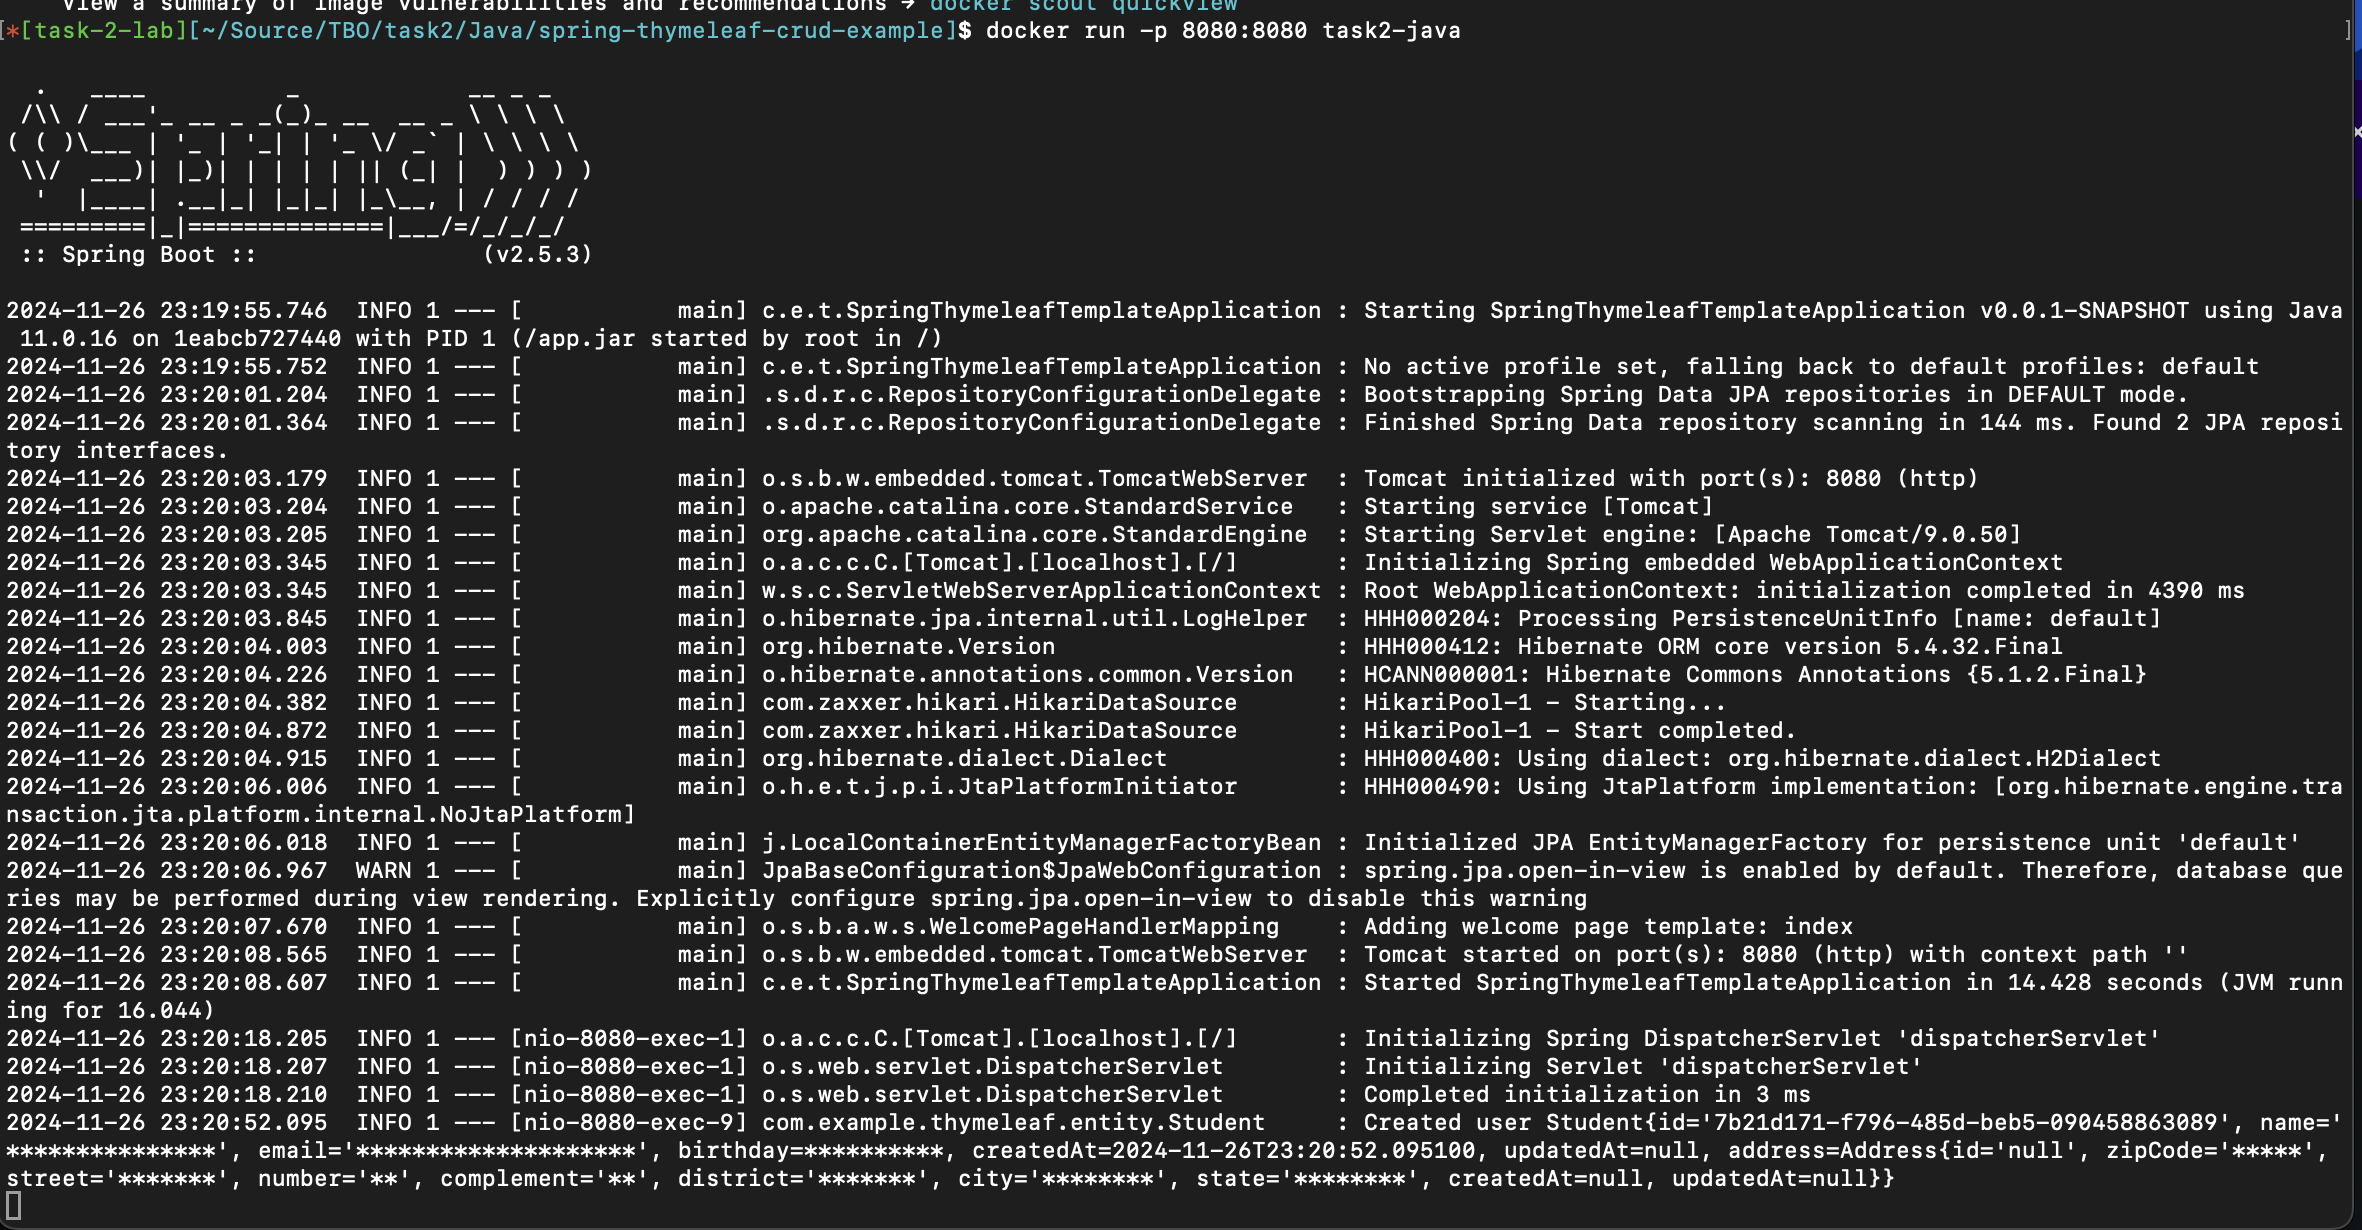 View a summary of image vulnerabilities and recommendations → docker scout quickview
[*[task-2-lab][~/Source/TBO/task2/Java/spring-thymeleaf-crud-example]$ docker run -p 8080:8080 task2-java ]
  .   ____          _            __ _ _
 /\\ / ___'_ __ _ _(_)_ __  __ _ \ \ \ \
( ( )\___ | '_ | '_| | '_ \/ _` | \ \ \ \
 \\/  ___)| |_)| | | | | || (_| |  ) ) ) )
  '  |____| .__|_| |_|_| |_\__, | / / / /
 =========|_|==============|___/=/_/_/_/
 :: Spring Boot ::                (v2.5.3)
2024-11-26 23:19:55.746  INFO 1 --- [           main] c.e.t.SpringThymeleafTemplateApplication : Starting SpringThymeleafTemplateApplication v0.0.1-SNAPSHOT using Java
 11.0.16 on 1eabcb727440 with PID 1 (/app.jar started by root in /)
2024-11-26 23:19:55.752  INFO 1 --- [           main] c.e.t.SpringThymeleafTemplateApplication : No active profile set, falling back to default profiles: default
2024-11-26 23:20:01.204  INFO 1 --- [           main] .s.d.r.c.RepositoryConfigurationDelegate : Bootstrapping Spring Data JPA repositories in DEFAULT mode.
2024-11-26 23:20:01.364  INFO 1 --- [           main] .s.d.r.c.RepositoryConfigurationDelegate : Finished Spring Data repository scanning in 144 ms. Found 2 JPA reposi
tory interfaces.
2024-11-26 23:20:03.179  INFO 1 --- [           main] o.s.b.w.embedded.tomcat.TomcatWebServer  : Tomcat initialized with port(s): 8080 (http)
2024-11-26 23:20:03.204  INFO 1 --- [           main] o.apache.catalina.core.StandardService   : Starting service [Tomcat]
2024-11-26 23:20:03.205  INFO 1 --- [           main] org.apache.catalina.core.StandardEngine  : Starting Servlet engine: [Apache Tomcat/9.0.50]
2024-11-26 23:20:03.345  INFO 1 --- [           main] o.a.c.c.C.[Tomcat].[localhost].[/]       : Initializing Spring embedded WebApplicationContext
2024-11-26 23:20:03.345  INFO 1 --- [           main] w.s.c.ServletWebServerApplicationContext : Root WebApplicationContext: initialization completed in 4390 ms
2024-11-26 23:20:03.845  INFO 1 --- [           main] o.hibernate.jpa.internal.util.LogHelper  : HHH000204: Processing PersistenceUnitInfo [name: default]
2024-11-26 23:20:04.003  INFO 1 --- [           main] org.hibernate.Version                    : HHH000412: Hibernate ORM core version 5.4.32.Final
2024-11-26 23:20:04.226  INFO 1 --- [           main] o.hibernate.annotations.common.Version   : HCANN000001: Hibernate Commons Annotations {5.1.2.Final}
2024-11-26 23:20:04.382  INFO 1 --- [           main] com.zaxxer.hikari.HikariDataSource       : HikariPool-1 - Starting...
2024-11-26 23:20:04.872  INFO 1 --- [           main] com.zaxxer.hikari.HikariDataSource       : HikariPool-1 - Start completed.
2024-11-26 23:20:04.915  INFO 1 --- [           main] org.hibernate.dialect.Dialect            : HHH000400: Using dialect: org.hibernate.dialect.H2Dialect
2024-11-26 23:20:06.006  INFO 1 --- [           main] o.h.e.t.j.p.i.JtaPlatformInitiator       : HHH000490: Using JtaPlatform implementation: [org.hibernate.engine.tra
nsaction.jta.platform.internal.NoJtaPlatform]
2024-11-26 23:20:06.018  INFO 1 --- [           main] j.LocalContainerEntityManagerFactoryBean : Initialized JPA EntityManagerFactory for persistence unit 'default'
2024-11-26 23:20:06.967  WARN 1 --- [           main] JpaBaseConfiguration$JpaWebConfiguration : spring.jpa.open-in-view is enabled by default. Therefore, database que
ries may be performed during view rendering. Explicitly configure spring.jpa.open-in-view to disable this warning
2024-11-26 23:20:07.670  INFO 1 --- [           main] o.s.b.a.w.s.WelcomePageHandlerMapping    : Adding welcome page template: index
2024-11-26 23:20:08.565  INFO 1 --- [           main] o.s.b.w.embedded.tomcat.TomcatWebServer  : Tomcat started on port(s): 8080 (http) with context path ''
2024-11-26 23:20:08.607  INFO 1 --- [           main] c.e.t.SpringThymeleafTemplateApplication : Started SpringThymeleafTemplateApplication in 14.428 seconds (JVM runn
ing for 16.044)
2024-11-26 23:20:18.205  INFO 1 --- [nio-8080-exec-1] o.a.c.c.C.[Tomcat].[localhost].[/]       : Initializing Spring DispatcherServlet 'dispatcherServlet'
2024-11-26 23:20:18.207  INFO 1 --- [nio-8080-exec-1] o.s.web.servlet.DispatcherServlet        : Initializing Servlet 'dispatcherServlet'
2024-11-26 23:20:18.210  INFO 1 --- [nio-8080-exec-1] o.s.web.servlet.DispatcherServlet        : Completed initialization in 3 ms
2024-11-26 23:20:52.095  INFO 1 --- [nio-8080-exec-9] com.example.thymeleaf.entity.Student     : Created user Student{id='7b21d171-f796-485d-beb5-090458863089', name='
***************', email='********************', birthday=**********, createdAt=2024-11-26T23:20:52.095100, updatedAt=null, address=Address{id='null', zipCode='*****',
street='*******', number='**', complement='**', district='*******', city='********', state='********', createdAt=null, updatedAt=null}}